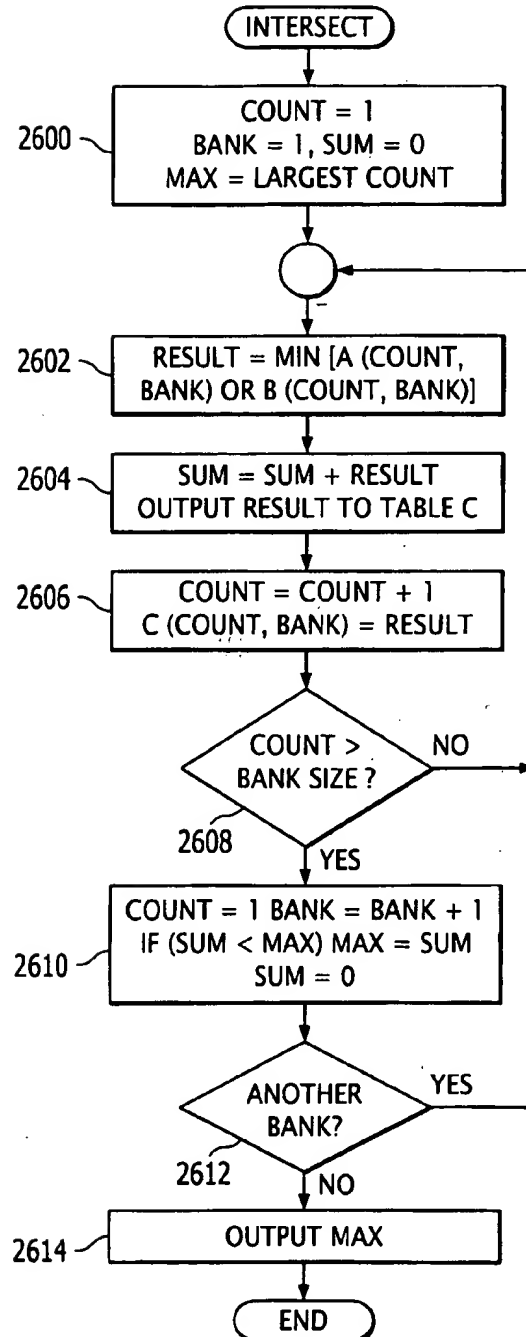 INTERSECT
2600
COUNT = 1
BANK = 1, SUM = 0
MAX = LARGEST COUNT
2602
RESULT = MIN [A (COUNT,
BANK) OR B (COUNT, BANK)]
2604
SUM = SUM + RESULT
OUTPUT RESULT TO TABLE C
2606
COUNT = COUNT + 1
C (COUNT, BANK) = RESULT
COUNT >
BANK SIZE ?
NO
2608
YES
2610
COUNT = 1 BANK = BANK + 1
IF (SUM < MAX) MAX = SUM
SUM = 0
ANOTHER
BANK?
YES
2612
NO
2614
OUTPUT MAX
END